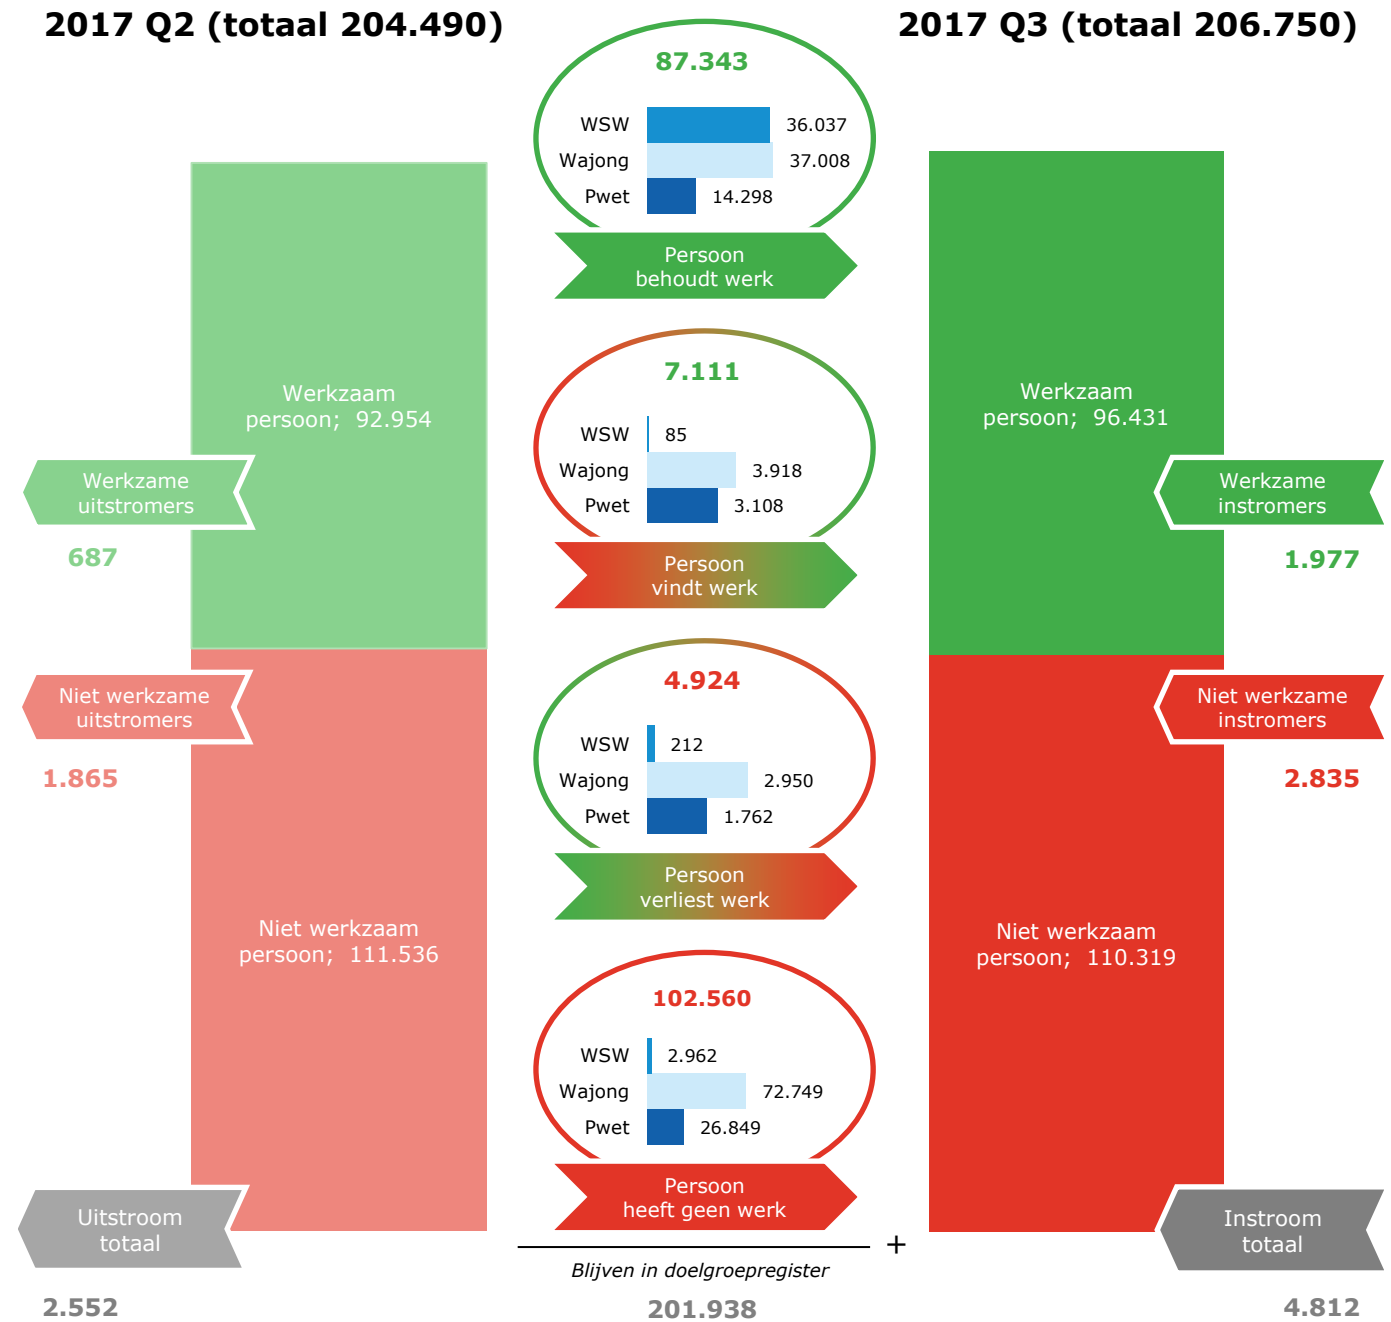 2017 Q2 (totaal 204.490)
2017 Q3 (totaal 206.750)
87.343
WSW 36.037
Wajong 37.008
Pwet 14.298
Persoon
behoudt werk
7.111
WSW 85
Wajong 3.918
Pwet 3.108
Persoon
vindt werk
4.924
WSW 212
Wajong 2.950
Pwet 1.762
Persoon
verliest werk
102.560
WSW 2.962
Wajong 72.749
Pwet 26.849
Persoon
heeft geen werk
+
Blijven in doelgroepregister
201.938
Werkzaam
persoon; 92.954
Werkzame
uitstromers
687
Niet werkzame
uitstromers
1.865
Niet werkzaam
persoon; 111.536
Uitstroom
totaal
2.552
Werkzaam
persoon; 96.431
Werkzame
instromers
1.977
Niet werkzame
instromers
2.835
Niet werkzaam
persoon; 110.319
Instroom
totaal
4.812